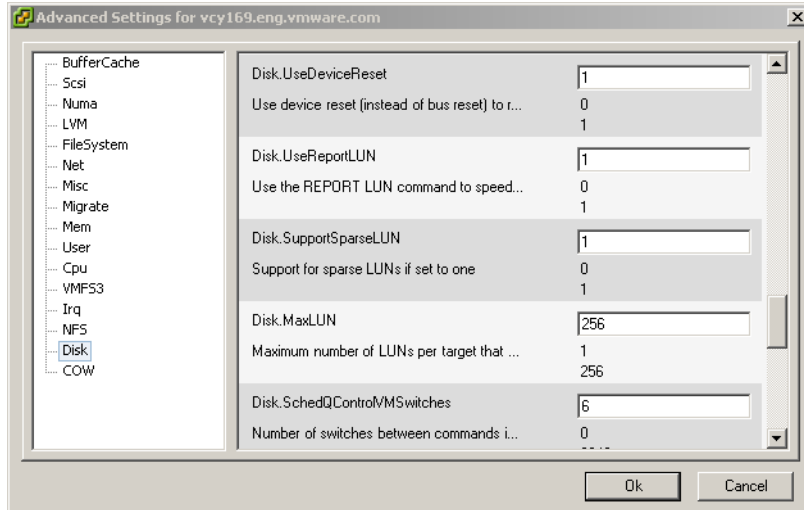 Advanced Settings for vcy169.eng.vmware.com
BufferCache
Scsi
Numa
LVM
FileSystem
Net
Misc
Migrate
Mem
User
Cpu
VMFS3
Irq
NFS
Disk
COW
Disk.UseDeviceReset
1
Use device reset (instead of bus reset) to r...
0
1
Disk.UseReportLUN
1
Use the REPORT LUN command to speed...
0
1
Disk.SupportSparseLUN
1
Support for sparse LUNs if set to one
0
1
Disk.MaxLUN
256
Maximum number of LUNs per target that ...
1
256
Disk.SchedQControlVMSwitches
6
Number of switches between commands i...
0
Ok
Cancel